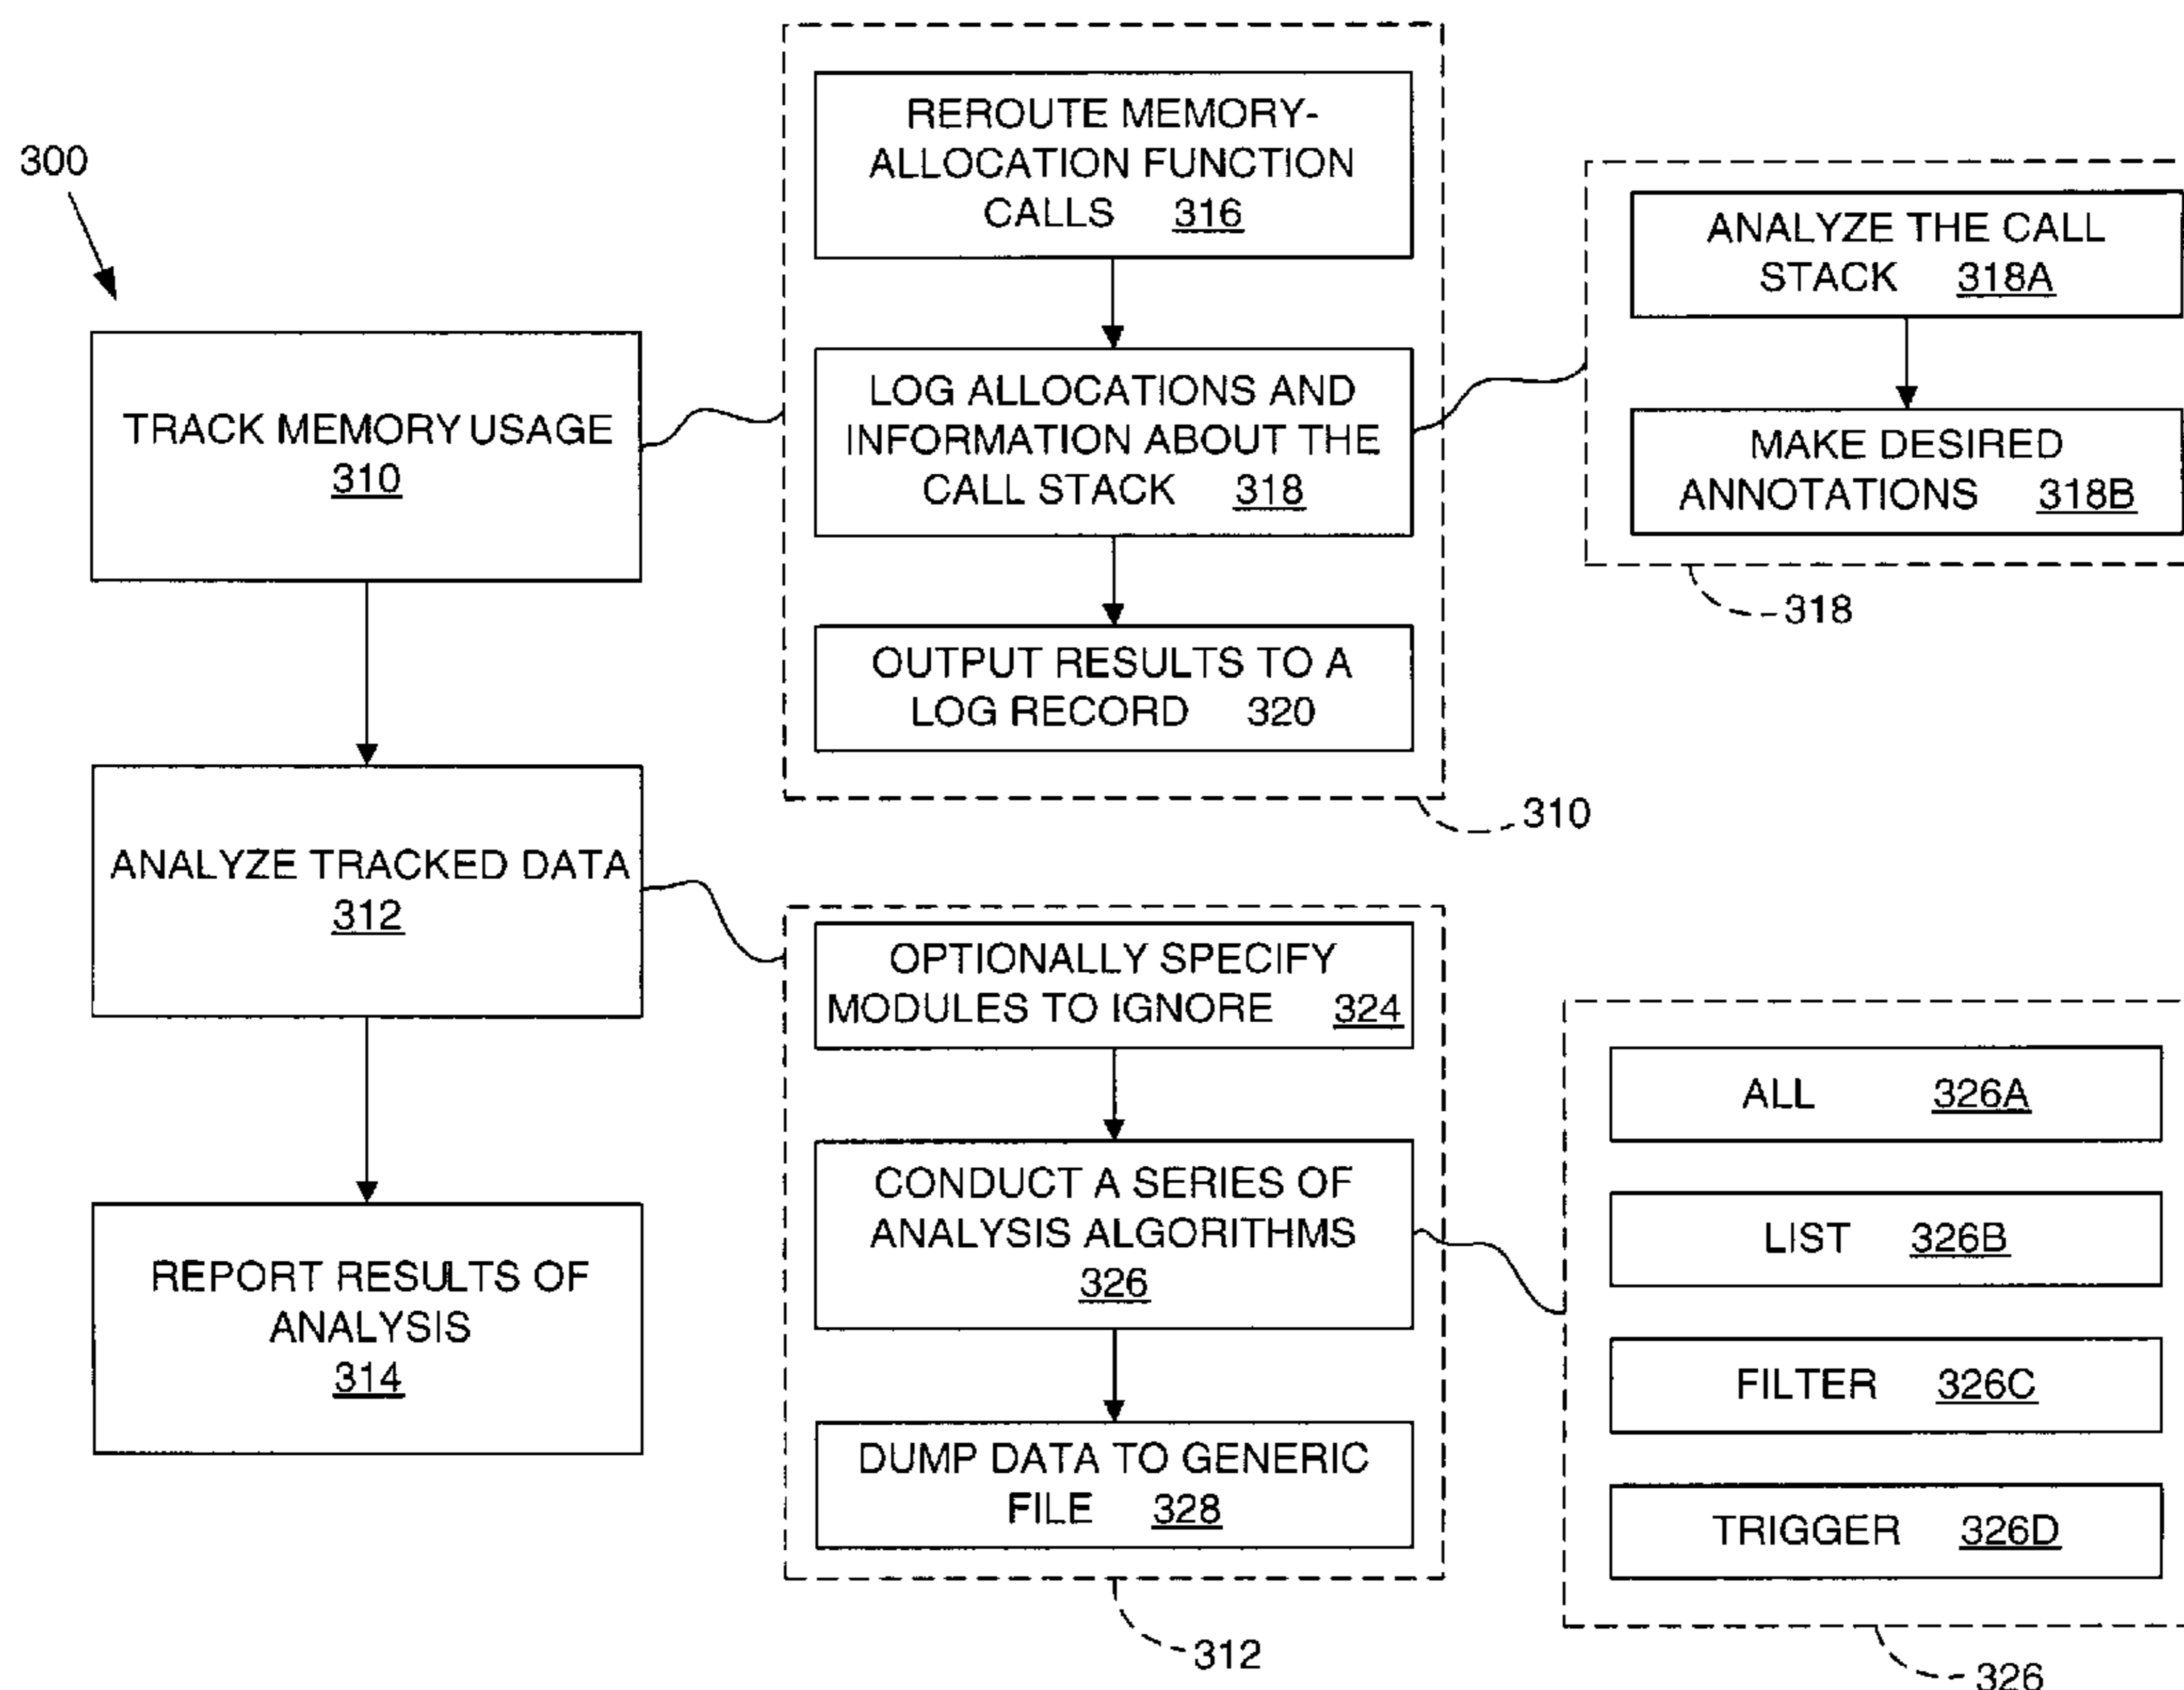 300
TRACK MEMORY USAGE
310
ANALYZE TRACKED DATA
312
REPORT RESULTS OF
ANALYSIS
314
REROUTE MEMORY-
ALLOCATION FUNCTION
CALLS 316
LOG ALLOCATIONS AND
INFORMATION ABOUT THE
CALL STACK 318
OUTPUT RESULTS TO A
LOG RECORD 320
310
ANALYZE THE CALL
STACK 318A
MAKE DESIRED
ANNOTATIONS 318B
318
OPTIONALLY SPECIFY
MODULES TO IGNORE 324
CONDUCT A SERIES OF
ANALYSIS ALGORITHMS
326
DUMP DATA TO GENERIC
FILE 328
312
ALL 326A
LIST 326B
FILTER 326C
TRIGGER 326D
326